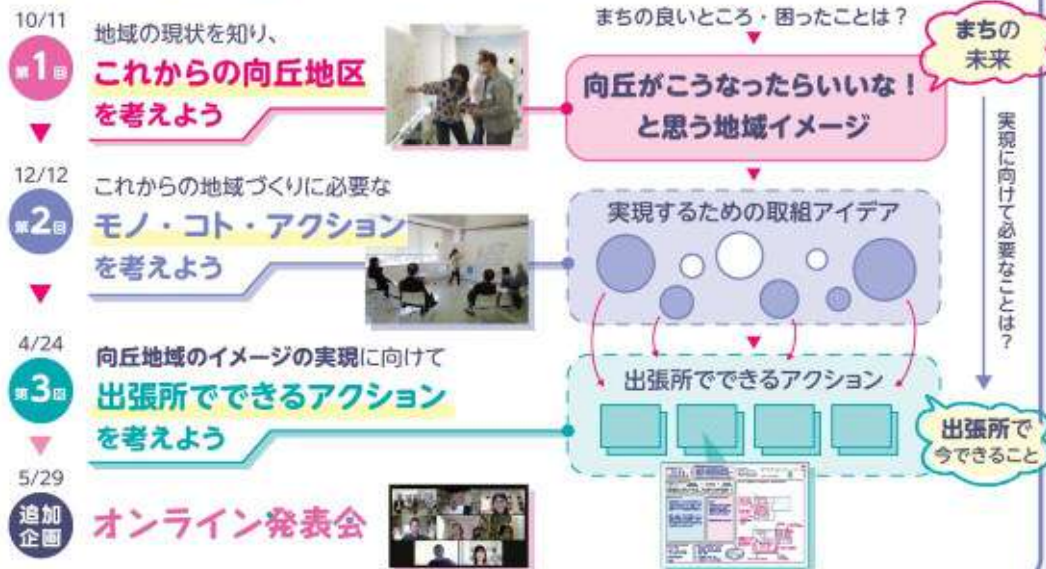 10/11
第1回
地域の現状を知り、
これからの向丘地区
を考えよう
まちの良いところ・困ったことは？
向丘がこうなったらいいな！
と思う地域イメージ
まちの
未来
実現に向けて必要なことは？
12/12
第2回
これからの地域づくりに必要な
モノ・コト・アクション
を考えよう
実現するための取組アイデア
4/24
第3回
向丘地域のイメージの実現に向けて
出張所でできるアクション
を考えよう
出張所でできるアクション
出張所で
今できること
5/29
追加
企画
オンライン発表会